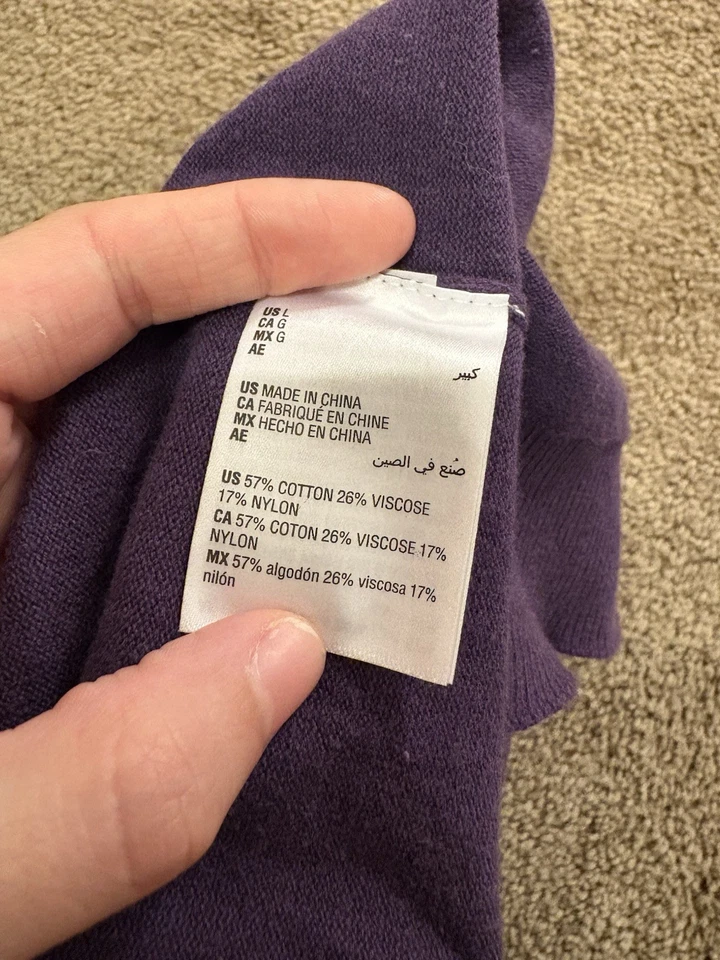 US L
CA G
MX G
AE
كبير
US MADE IN CHINA
CA FABRIQUÉ EN CHINE
MX HECHO EN CHINA
AE
صُنع في الصين
US 57% COTTON 26% VISCOSE
17% NYLON
CA 57% COTON 26% VISCOSE 17%
NYLON
MX 57% algodón 26% viscosa 17%
nilón